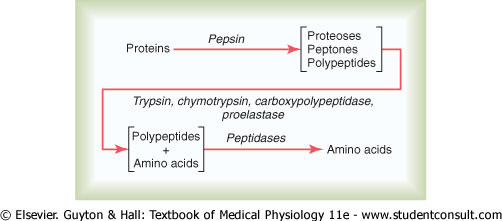 Proteins
Pepsin
Proteoses
Peptones
Polypeptides
Trypsin, chymotrypsin, carboxypolypeptidase,
proelastase
Polypeptides
+
Amino acids
Peptidases
Amino acids
© Elsevier. Guyton & Hall: Textbook of Medical Physiology 11e - www.studentconsult.com